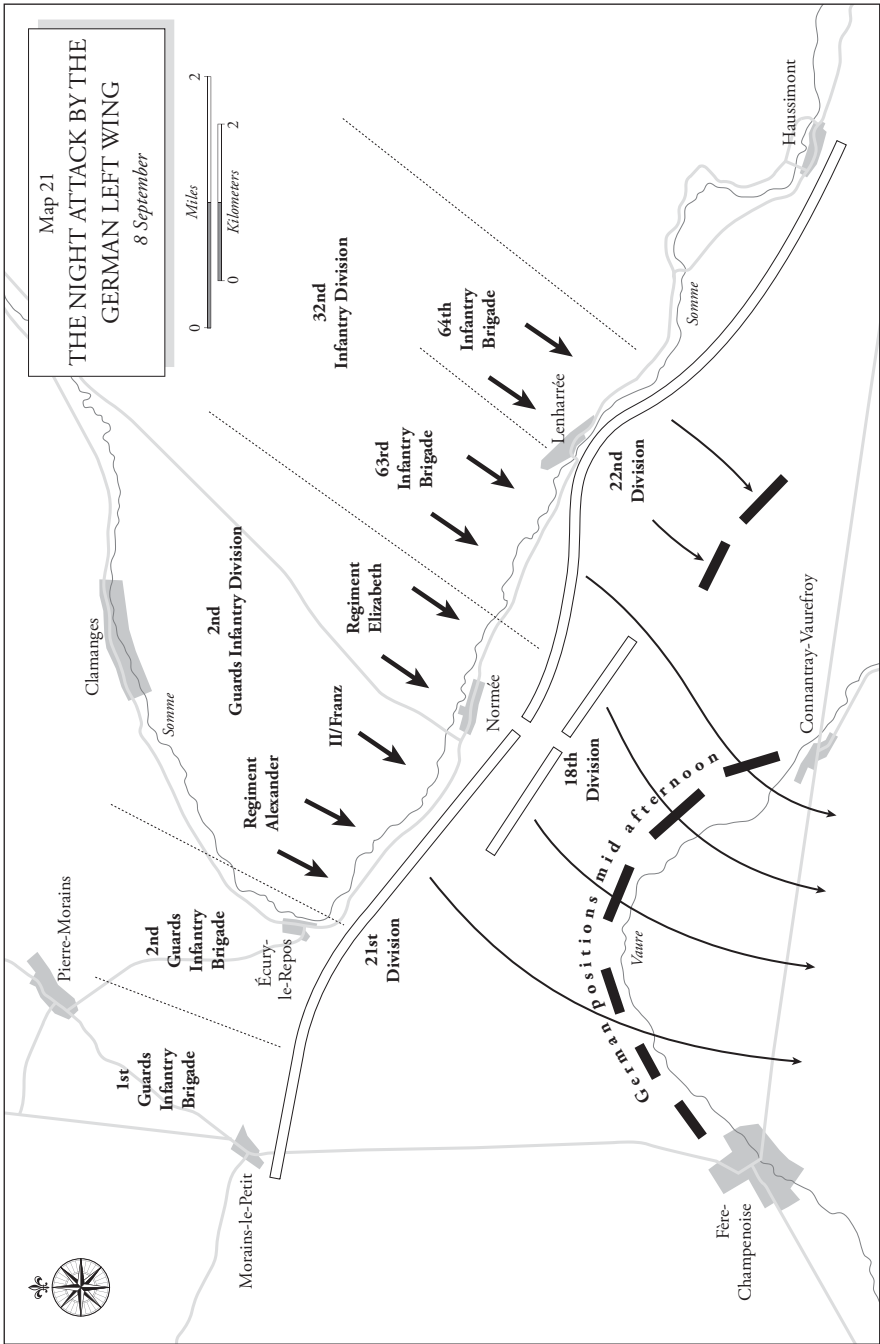 Map 21
THE NIGHT ATTACK BY THE
GERMAN LEFT WING
8 September
0
Miles
2
0
Kilometers
2
Pierre-Morains
Clamanges
Somme
1st
Guards
Infantry
Brigade
2nd
Guards
Infantry
Brigade
2nd
Guards Infantry Division
32nd
Infantry Division
Morains-le-Petit
Écury-
le-Repos
Regiment
Alexander
II/Franz
Regiment
Elizabeth
63rd
Infantry
Brigade
64th
Infantry
Brigade
Normée
Lenharrée
Somme
Haussimont
21st
Division
18th
Division
22nd
Division
German positions mid afternoon
Vaure
Fère-
Champenoise
Connantray-Vaurefroy